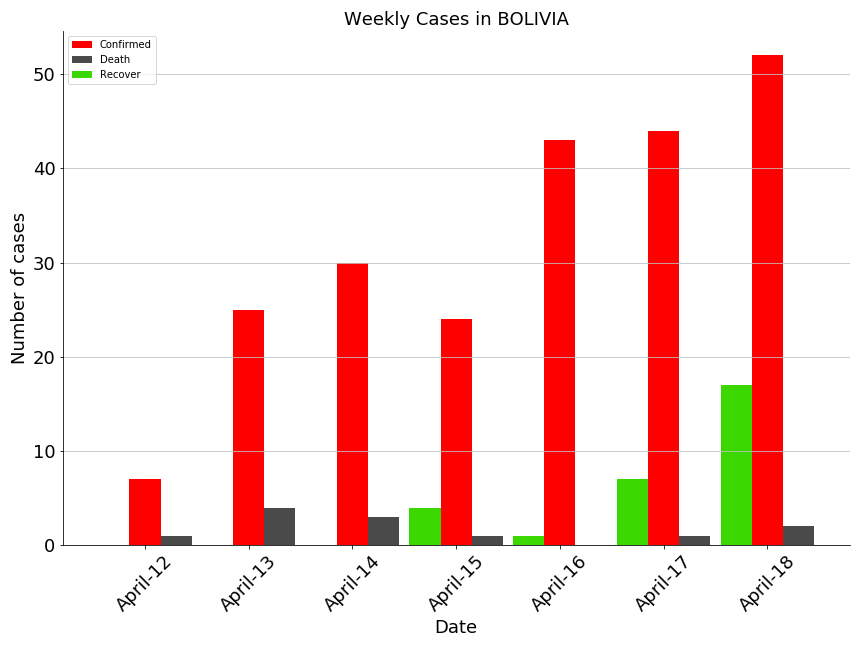 Weekly Cases in BOLIVIA
Confirmed
Death
Recover
Number of cases
50
40
30
20
10
0
April-12
April-13
April-14
April-15
April-16
April-17
April-18
Date